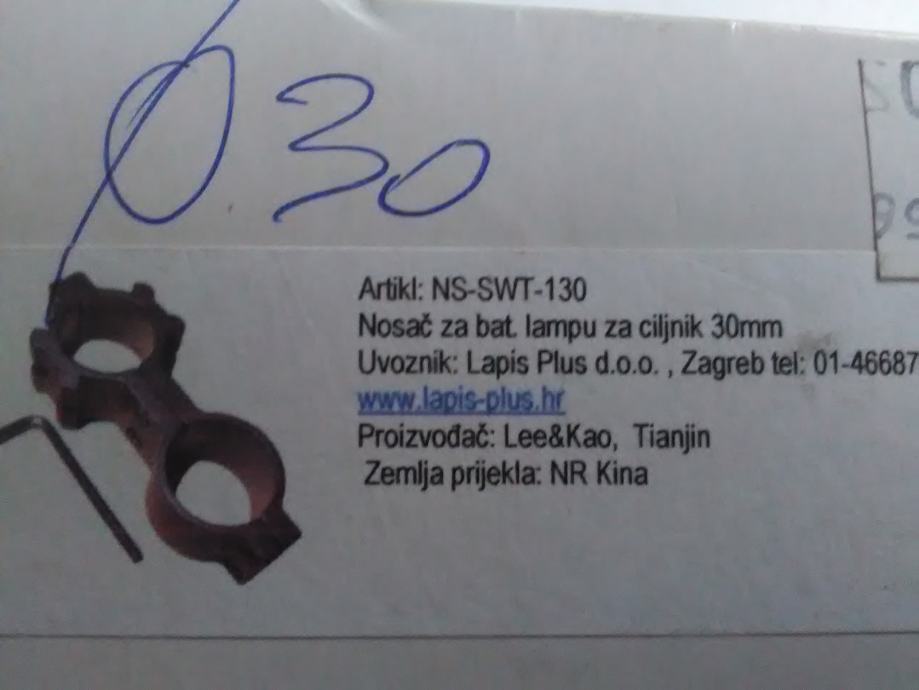 Ø 30
Artikl: NS-SWT-130
Nosač za bat. lampu za ciljnik 30mm
Uvoznik: Lapis Plus d.o.o. , Zagreb tel: 01-46687
www.lapis-plus.hr
Proizvođač: Lee&Kao, Tianjin
Zemlja prijekla: NR Kina